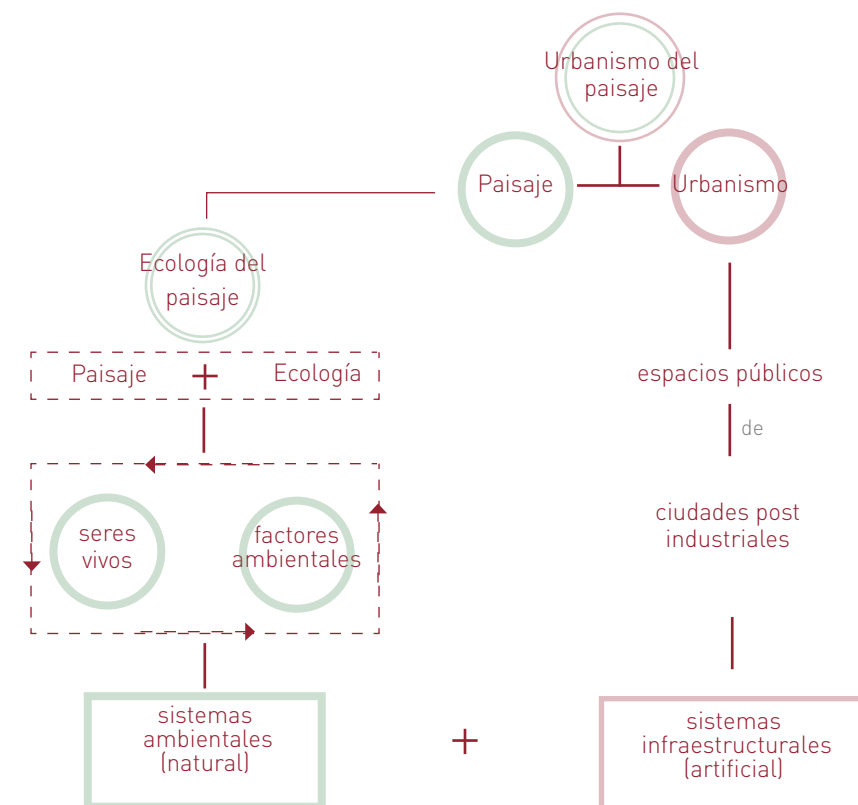 Urbanismo del
paisaje
Paisaje
Urbanismo
Ecología del
paisaje
Paisaje + Ecología
espacios públicos
de
ciudades post
industriales
seres
vivos
factores
ambientales
sistemas
ambientales
(natural)
+
sistemas
infraestructurales
(artificial)